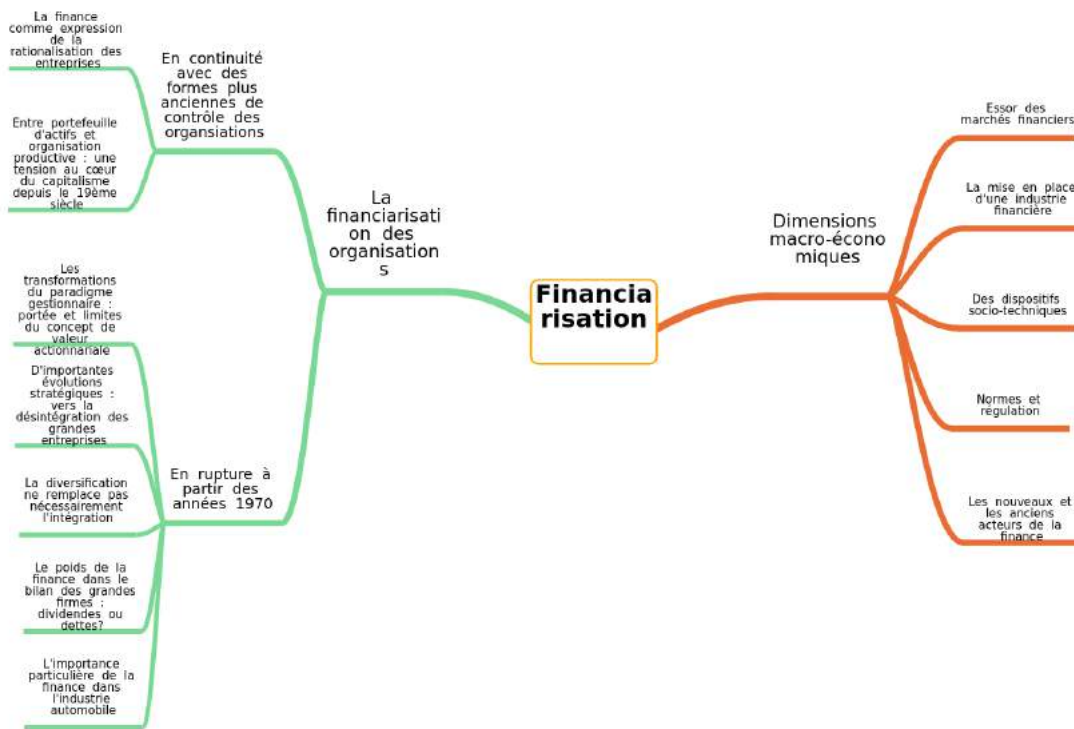 Financia
risation
La
financiarisati
on des
organisation
s
En continuité
avec des
formes plus
anciennes de
contrôle des
organsiations
La finance
comme expression
de la
rationalisation des
entreprises
Entre portefeuille
d'actifs et
organisation
productive : une
tension au cœur
du capitalisme
depuis le 19ème
siècle
En rupture à
partir des
années 1970
Les
transformations
du paradigme
gestionnaire :
portée et limites
du concept de
valeur
actionnariale
D'importantes
évolutions
stratégiques :
vers la
désintégration des
grandes
entreprises
La diversification
ne remplace pas
nécessairement
l'intégration
Le poids de la
finance dans le
bilan des grandes
firmes :
dividendes ou
dettes?
L'importance
particulière de la
finance dans
l'industrie
automobile
Dimensions
macro-écono
miques
Essor des
marchés financiers
La mise en place
d'une industrie
financière
Des dispositifs
socio-techniques
Normes et
régulation
Les nouveaux et
les anciens
acteurs de la
finance